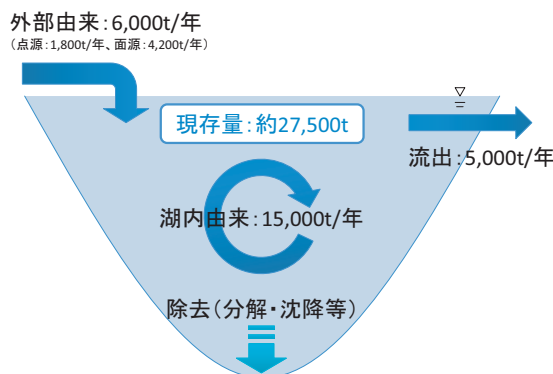 外部由来:6,000t/年
(点源:1,800t/年、面源:4,200t/年)
現存量:約27,500t
流出:5,000t/年
湖内由来:15,000t/年
除去(分解・沈降等)